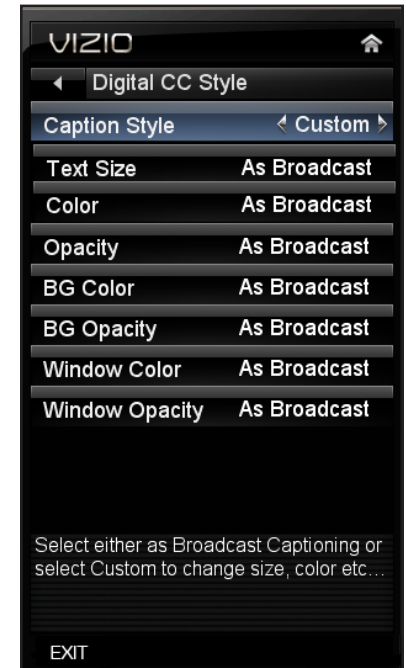 VIZIO
Digital CC Style
Caption Style Custom
Text Size As Broadcast
Color As Broadcast
Opacity As Broadcast
BG Color As Broadcast
BG Opacity As Broadcast
Window Color As Broadcast
Window Opacity As Broadcast
Select either as Broadcast Captioning or
select Custom to change size, color etc...
EXIT